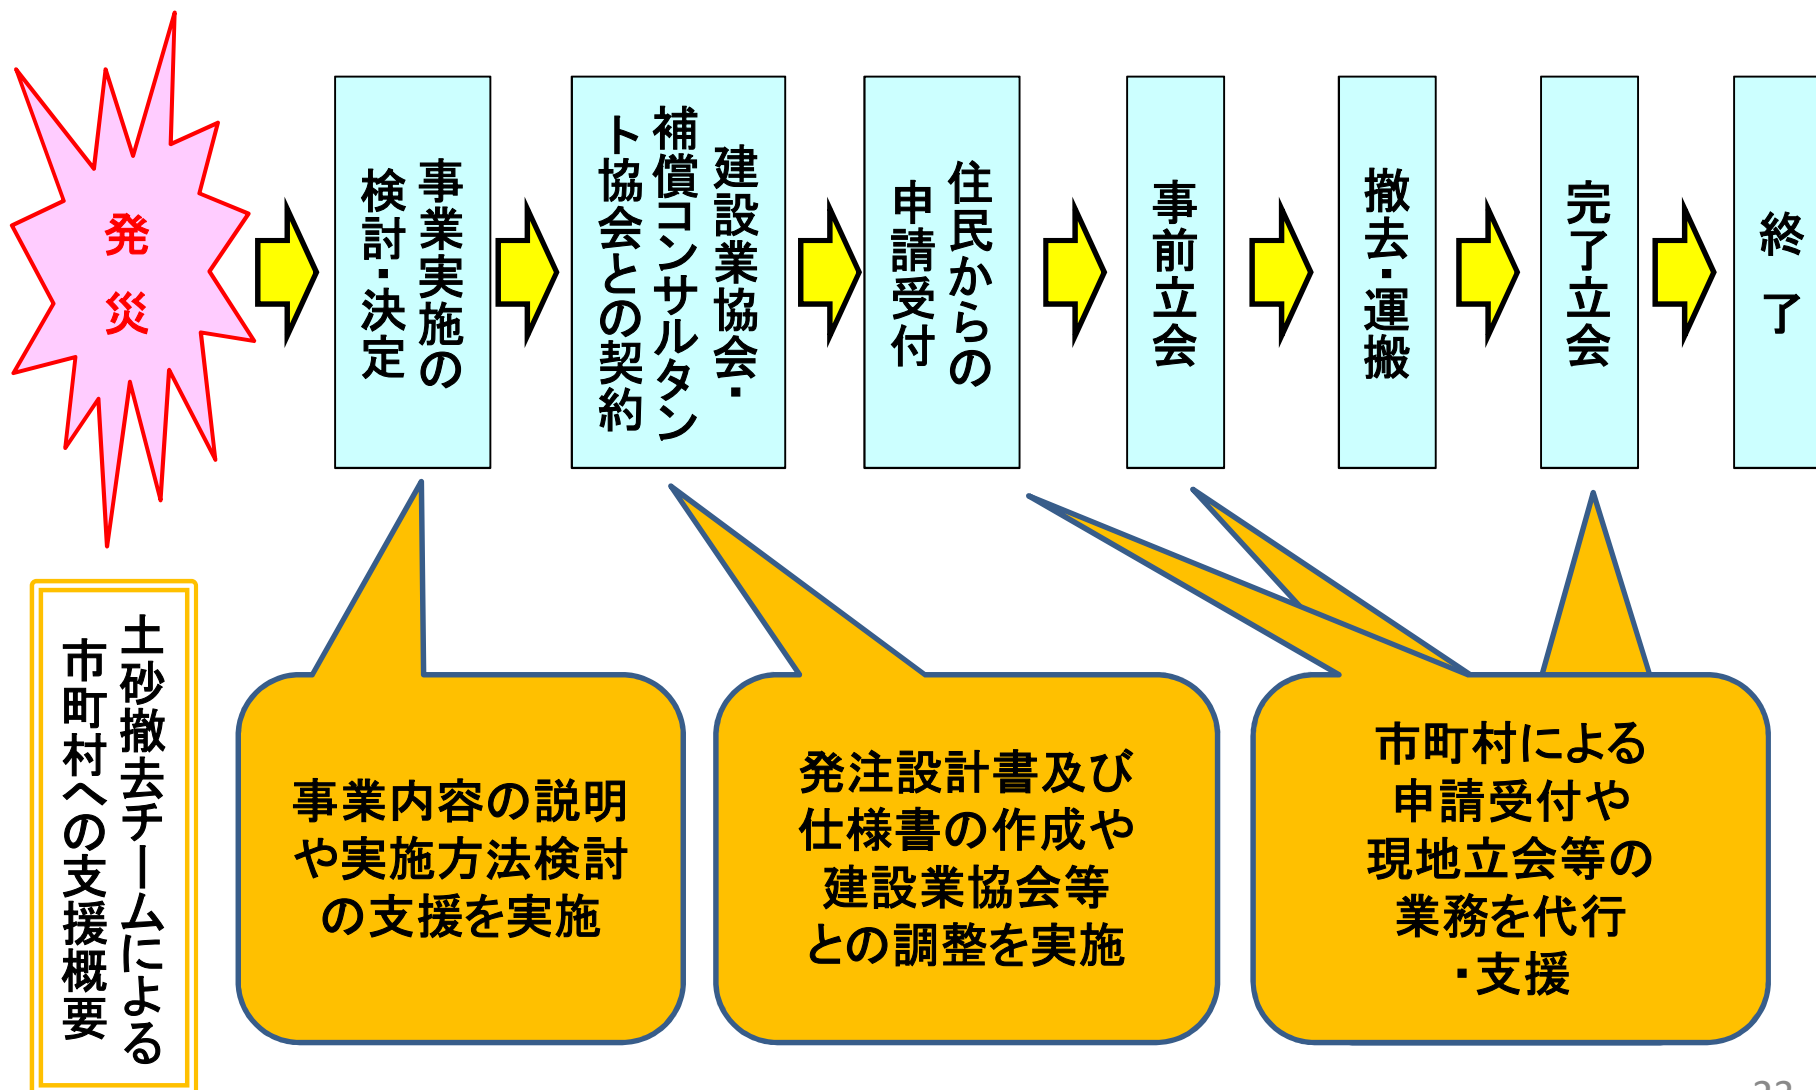 発
災
事業実施の
検討・決定
建設業協会・
補償コンサルタン
ト協会との契約
住民からの
申請受付
事前立会
撤去・運搬
完了立会
終了
土砂撤去チームによる
市町村への支援概要
事業内容の説明
や実施方法検討
の支援を実施
発注設計書及び
仕様書の作成や
建設業協会等
との調整を実施
市町村による
申請受付や
現地立会等の
業務を代行
・支援